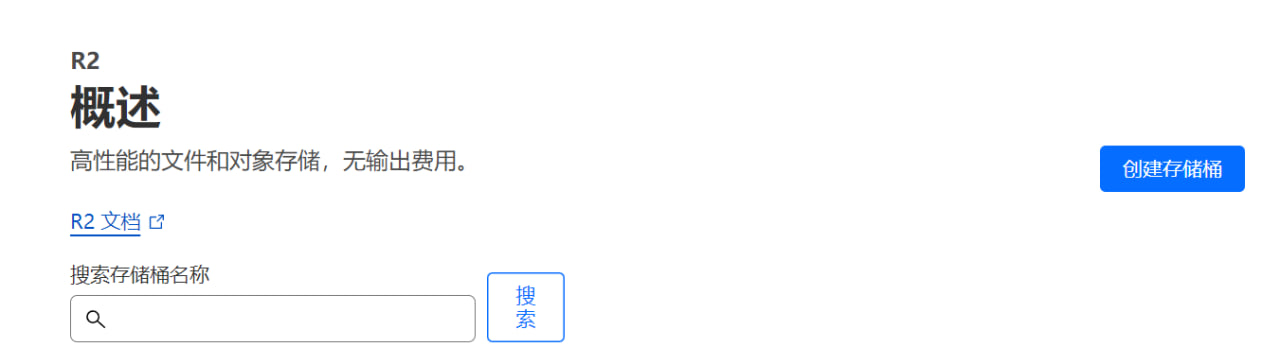 R2
概述
高性能的文件和对象存储，无输出费用。
创建存储桶
R2 文档
搜索存储桶名称
搜
索